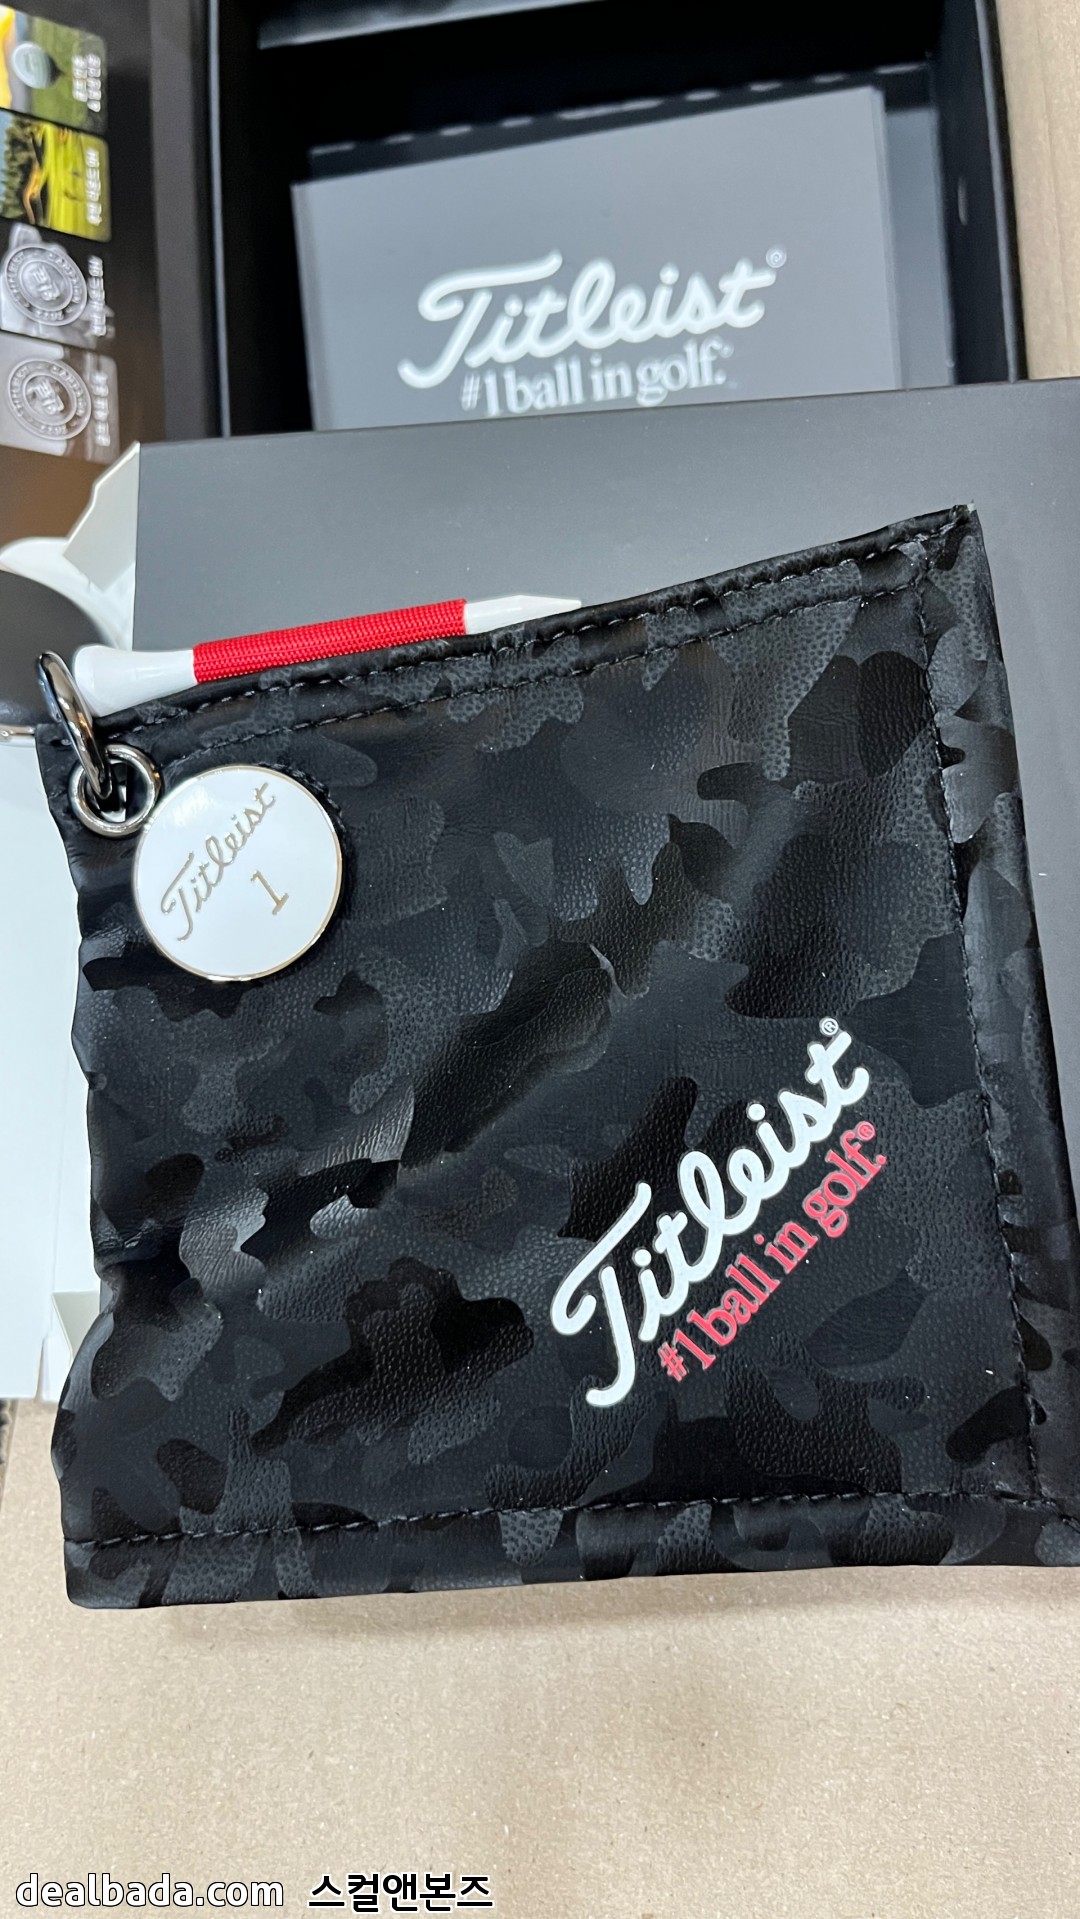 Titleist®
#1 ball in golf.
Titleist
1
Titleist®
#1 ball in golf.®
dealbada.com 스컬앤본즈